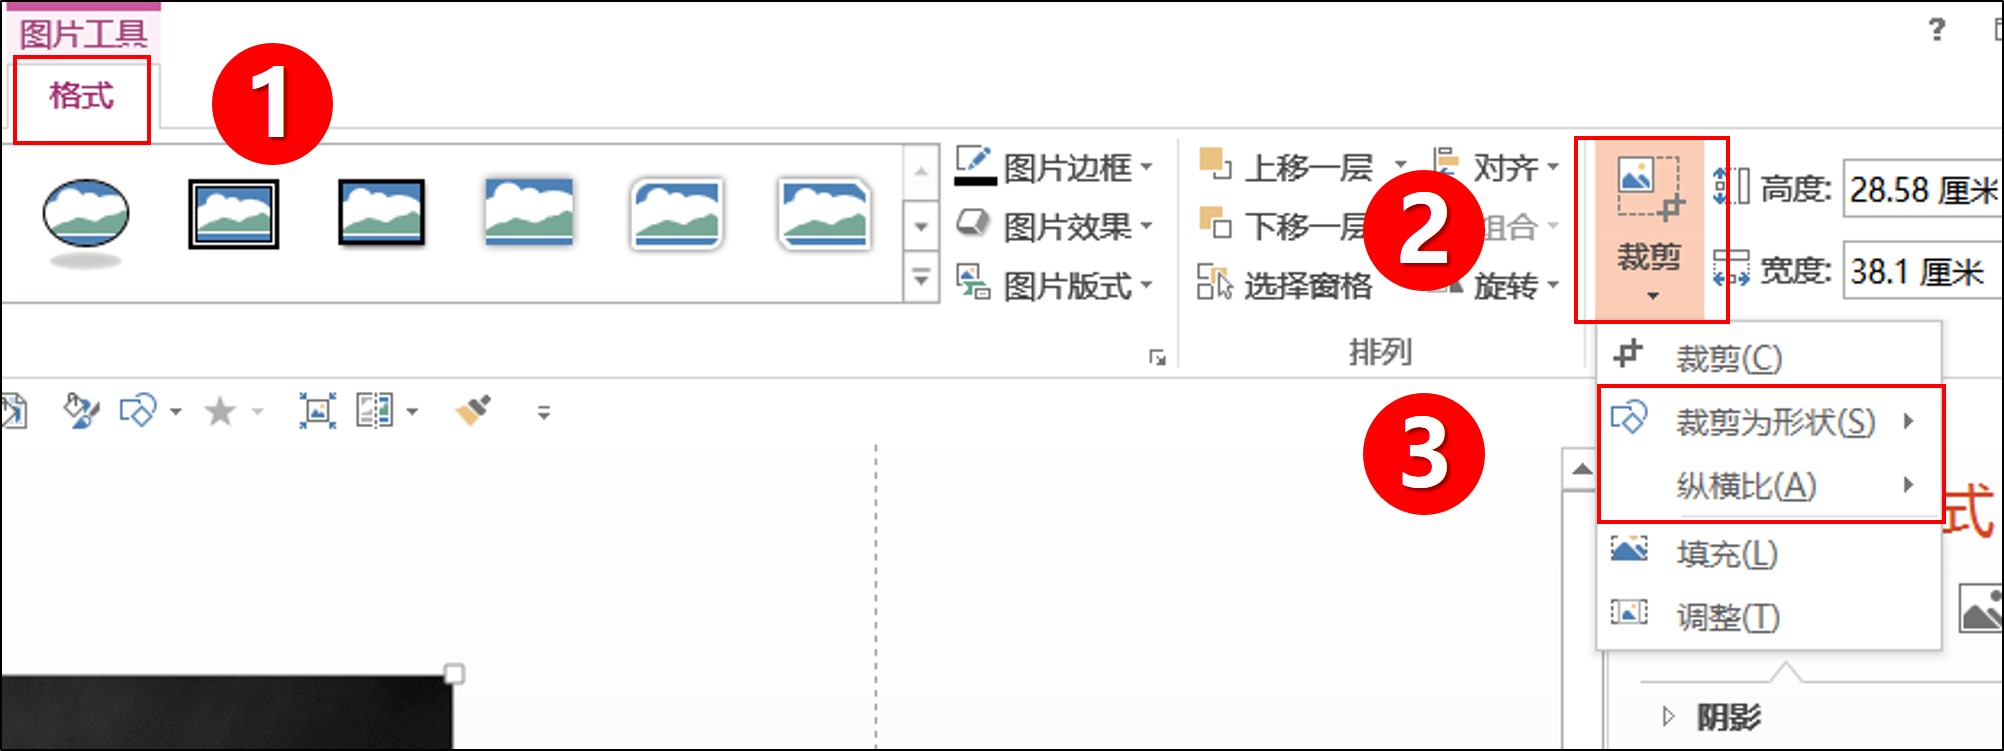 图片工具
?
格式
1
图片边框
上移一层
对齐
高度:
28.58 厘米
图片效果
下移一层
2
组合
裁剪
宽度:
38.1 厘米
图片版式
选择窗格
旋转
排列
裁剪(C)
3
裁剪为形状(S)
纵横比(A)
式
填充(L)
调整(T)
阴影